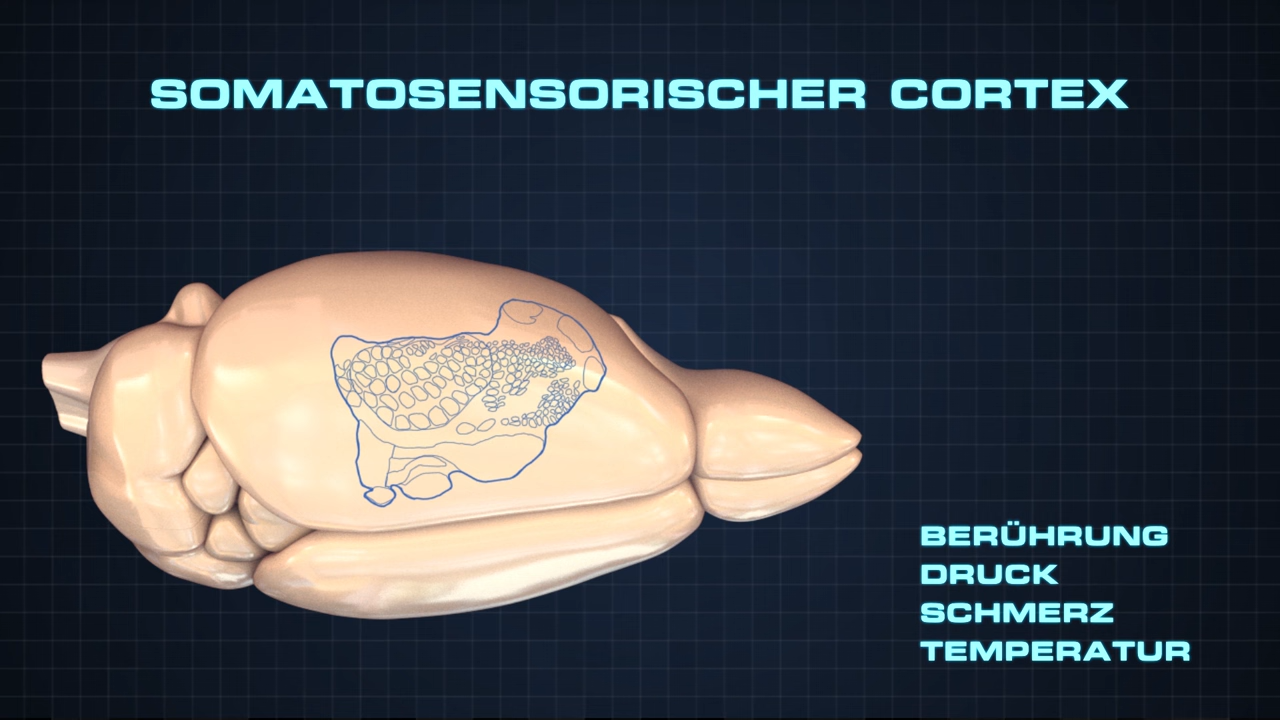 SOMATOSENSORISCHER CORTEX
BERÜHRUNG
DRUCK
SCHMERZ
TEMPERATUR